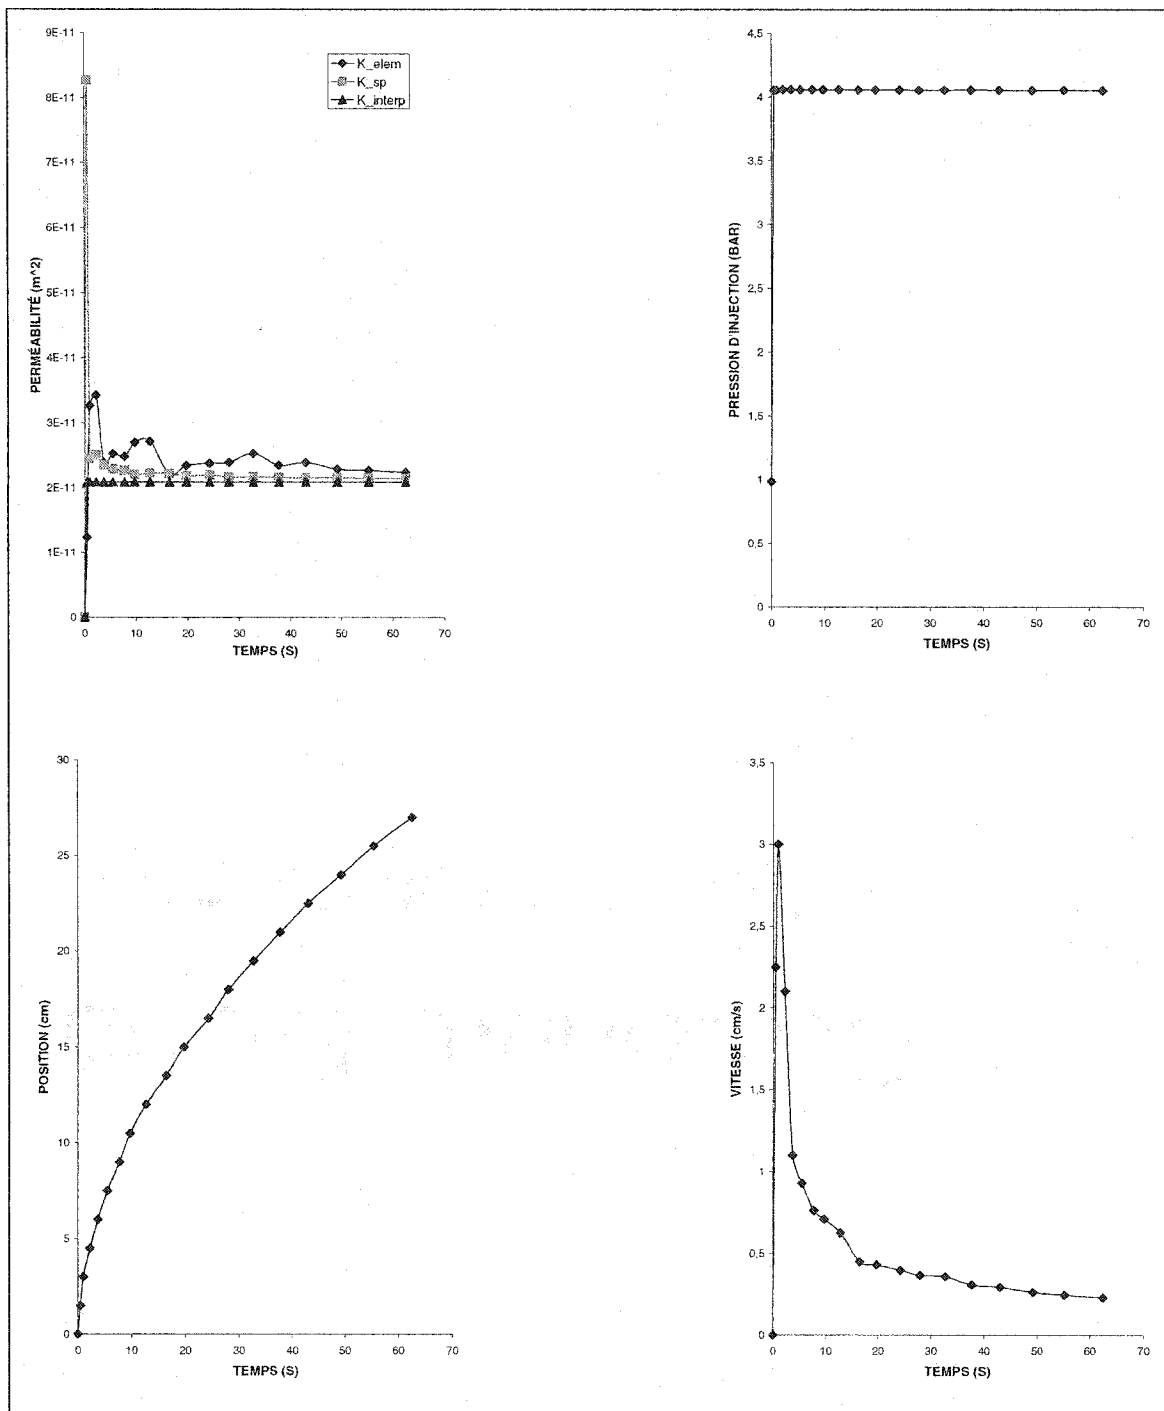 9E-11
8E-11
7E-11
6E-11
5E-11
4E-11
3E-11
2E-11
1E-11
0
PERMÉABILITÉ (m^2)
K_elem
K_sp
K_interp
0 10 20 30 40 50 60 70
TEMPS (S)
4,5
4
3,5
3
2,5
2
1,5
1
0,5
0
PRESSION D'INJECTION (BAR)
0 10 20 30 40 50 60 70
TEMPS (S)
30
25
20
15
10
5
0
POSITION (cm)
0 10 20 30 40 50 60 70
TEMPS (S)
3,5
3
2,5
2
1,5
1
0,5
0
VITESSE (cm/s)
0 10 20 30 40 50 60 70
TEMPS (S)